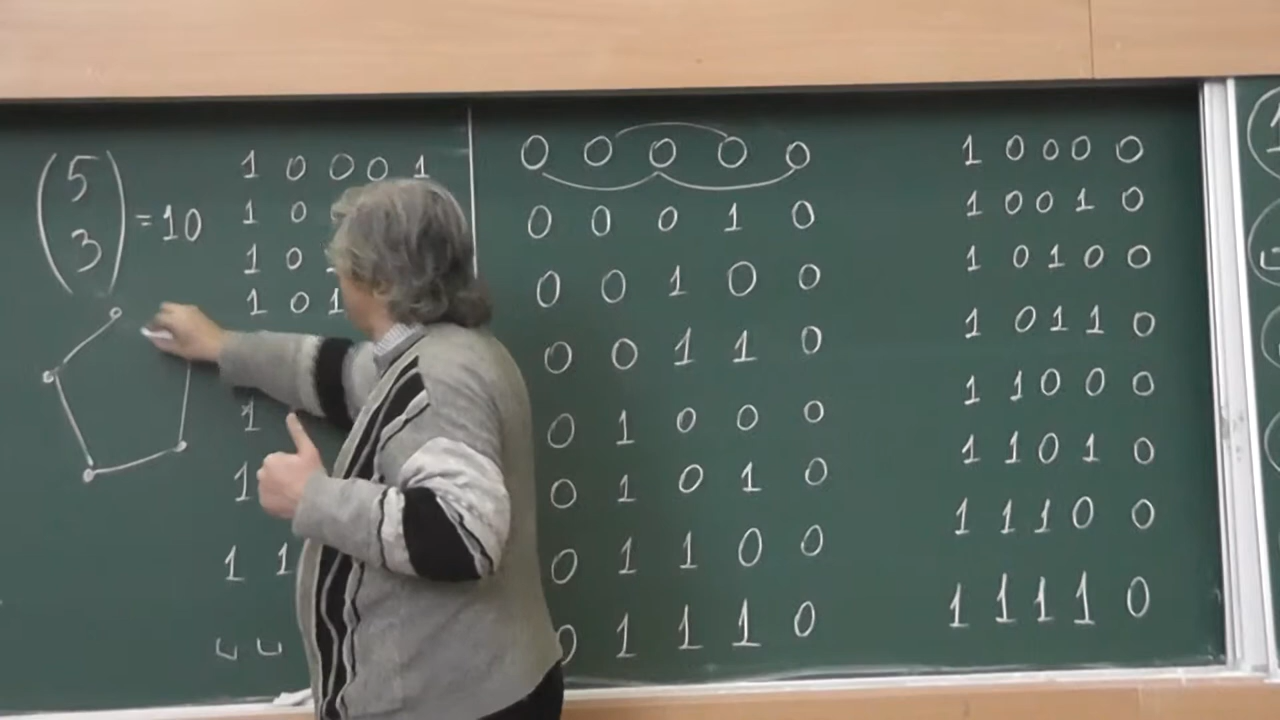 (5
3) = 10
1 0 0 0 1
1 0
1 0
1 0 1
1
1
1 1
0 0 0 0 0
0 0 0 1 0
0 0 1 0 0
0 0 1 1 0
0 1 0 0 0
0 1 0 1 0
0 1 1 0 0
0 1 1 1 0
1 0 0 0 0
1 0 0 1 0
1 0 1 0 0
1 0 1 1 0
1 1 0 0 0
1 1 0 1 0
1 1 1 0 0
1 1 1 1 0